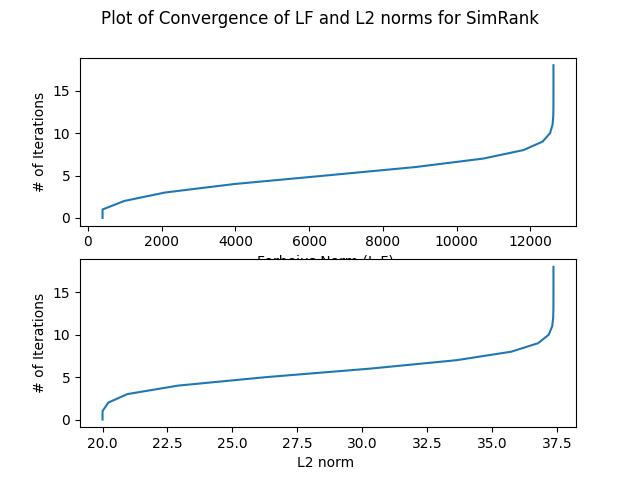 Plot of Convergence of LF and L2 norms for SimRank
# of Iterations
15
10
5
0
0 2000 4000 6000 8000 10000 12000
Norm (L F)
# of Iterations
15
10
5
0
20.0 22.5 25.0 27.5 30.0 32.5 35.0 37.5
L2 norm